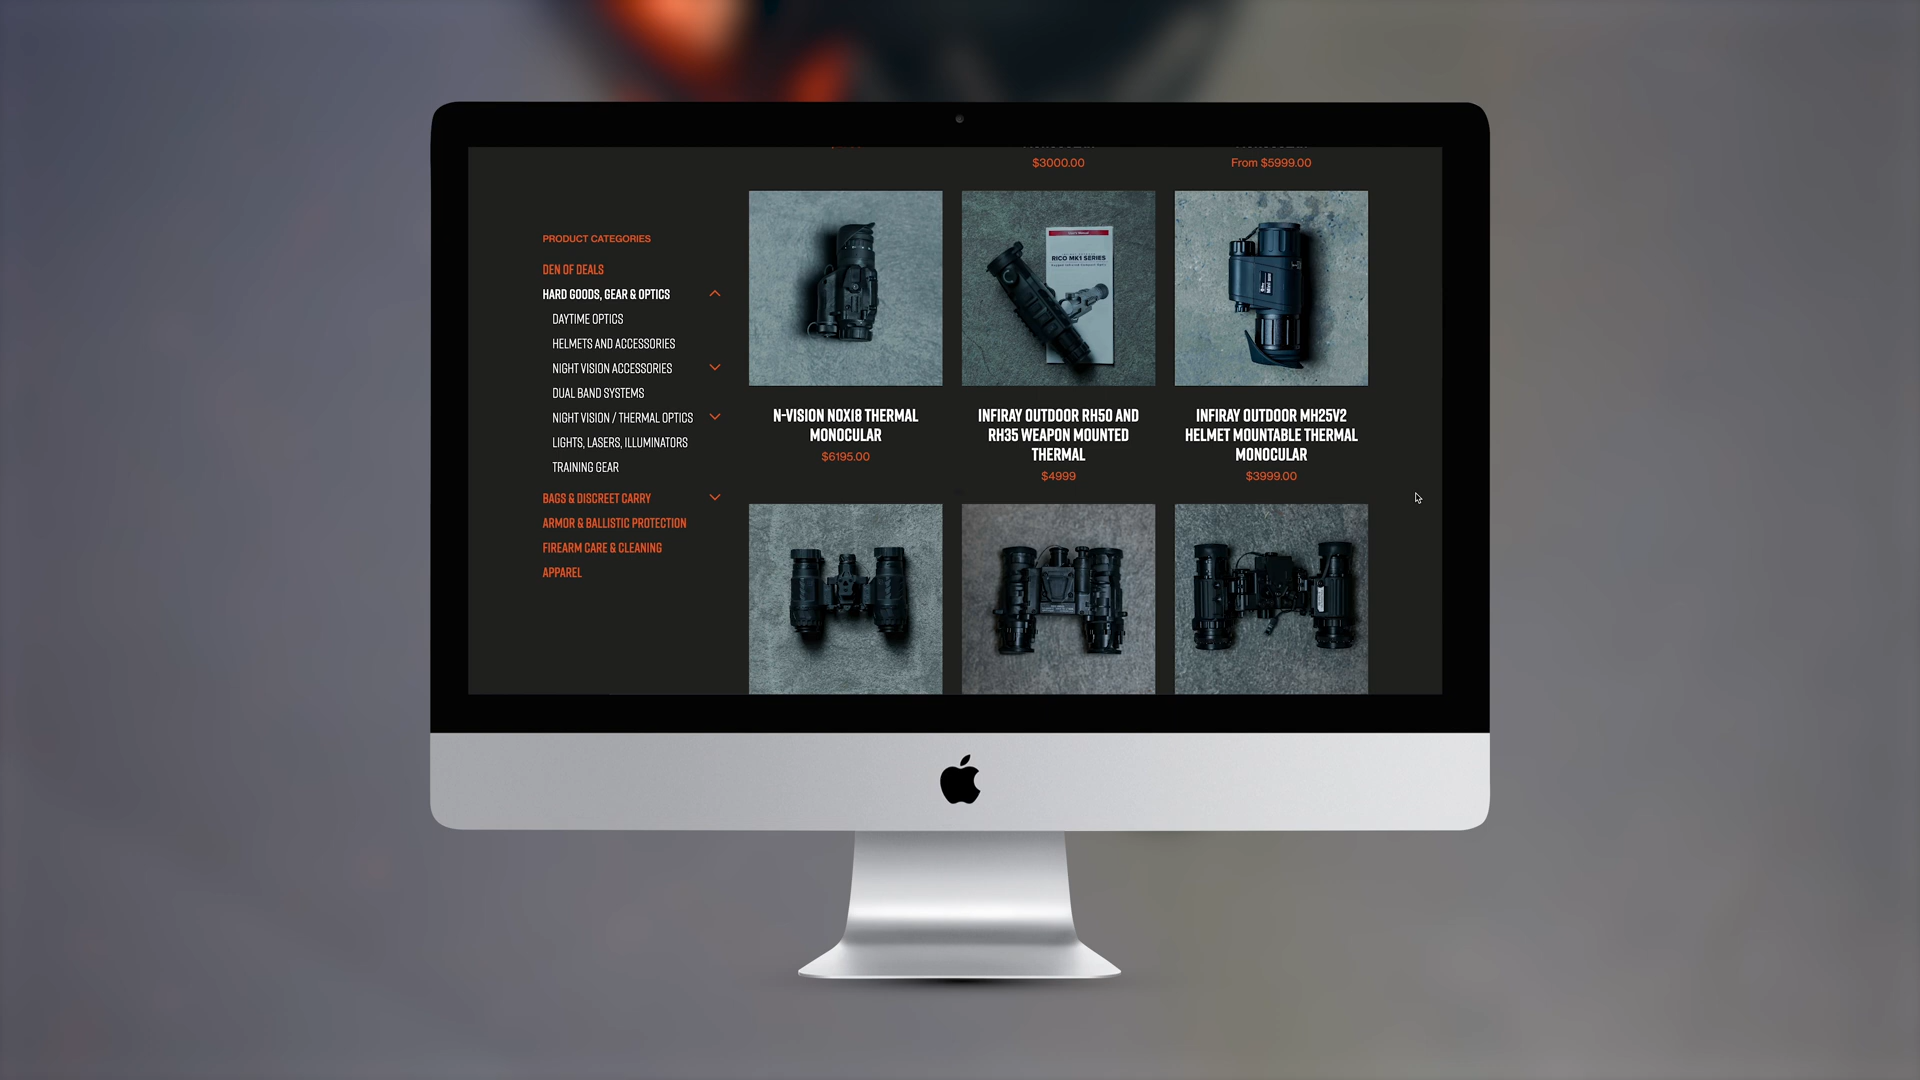 $3000.00
From $5999.00
PRODUCT CATEGORIES
DEN OF DEALS
HARD GOODS, GEAR & OPTICS
DAYTIME OPTICS
HELMETS AND ACCESSORIES
NIGHT VISION ACCESSORIES
DUAL BAND SYSTEMS
NIGHT VISION / THERMAL OPTICS
LIGHTS, LASERS, ILLUMINATORS
TRAINING GEAR
BAGS & DISCREET CARRY
ARMOR & BALLISTIC PROTECTION
FIREARM CARE & CLEANING
APPAREL
RICO MK1 SERIES
N-VISION NOX18 THERMAL
MONOCULAR
$6195.00
INFIRAY OUTDOOR RH50 AND
RH35 WEAPON MOUNTED
THERMAL
$4999
INFIRAY OUTDOOR MH25V2
HELMET MOUNTABLE THERMAL
MONOCULAR
$3999.00